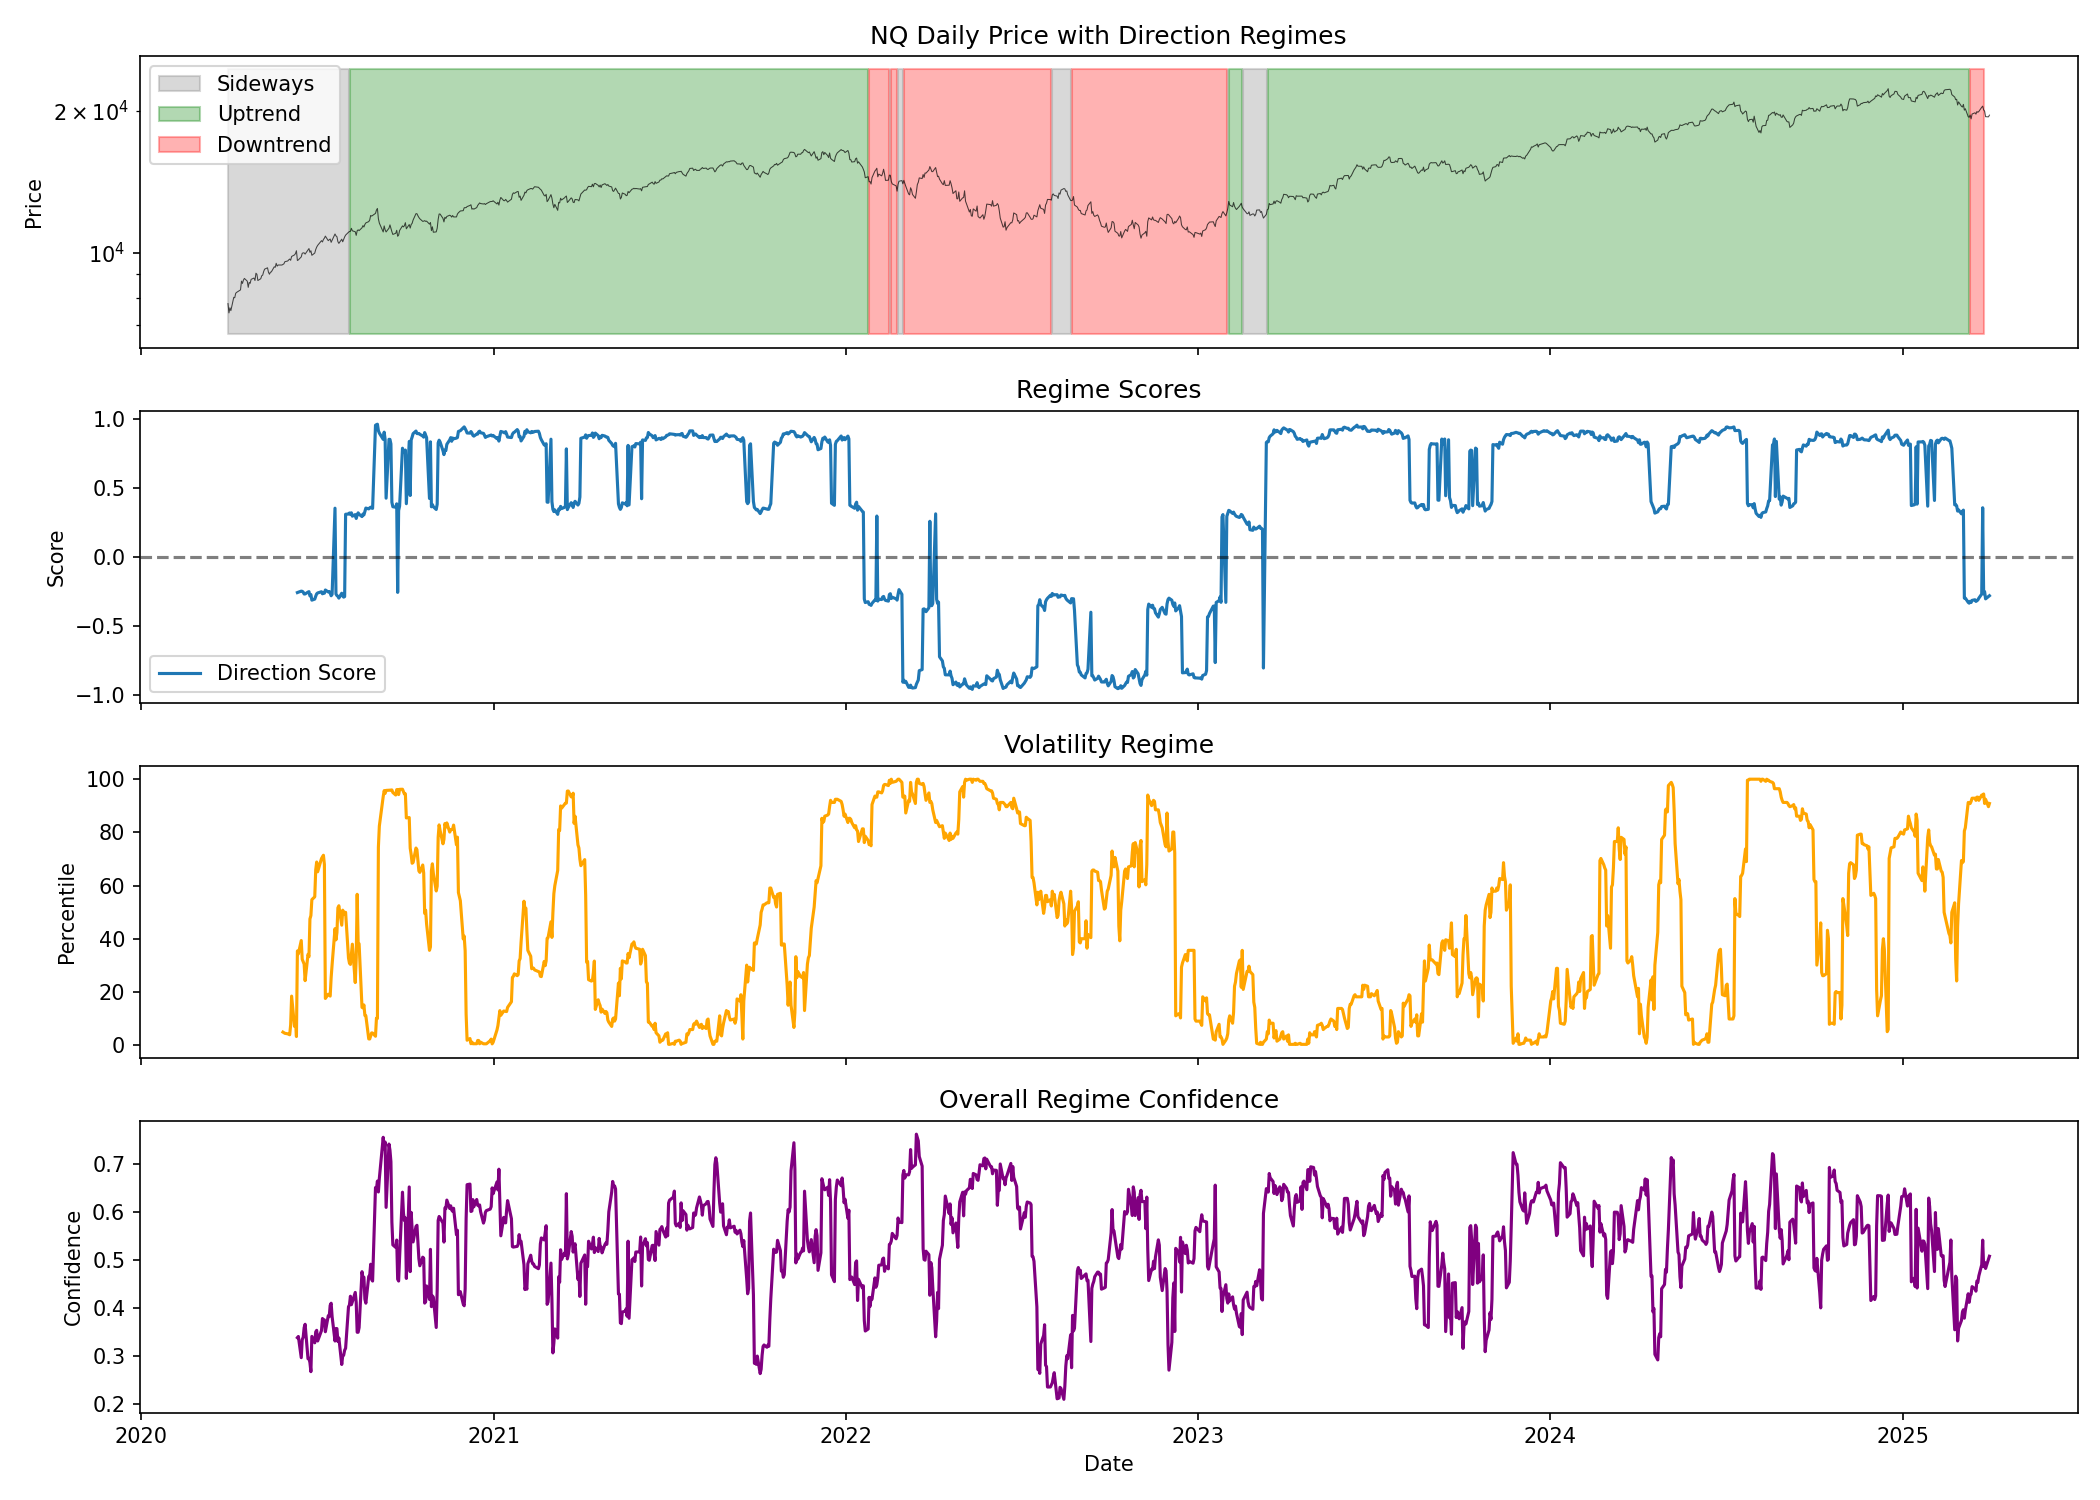 NQ Daily Price with Direction Regimes
Sideways
Uptrend
Downtrend
2 × 10⁴
10⁴
Price
Regime Scores
1.0
0.5
0.0
−0.5
−1.0
Score
Direction Score
Volatility Regime
100
80
60
40
20
0
Percentile
Overall Regime Confidence
0.7
0.6
0.5
0.4
0.3
0.2
Confidence
2020 2021 2022 2023 2024 2025
Date